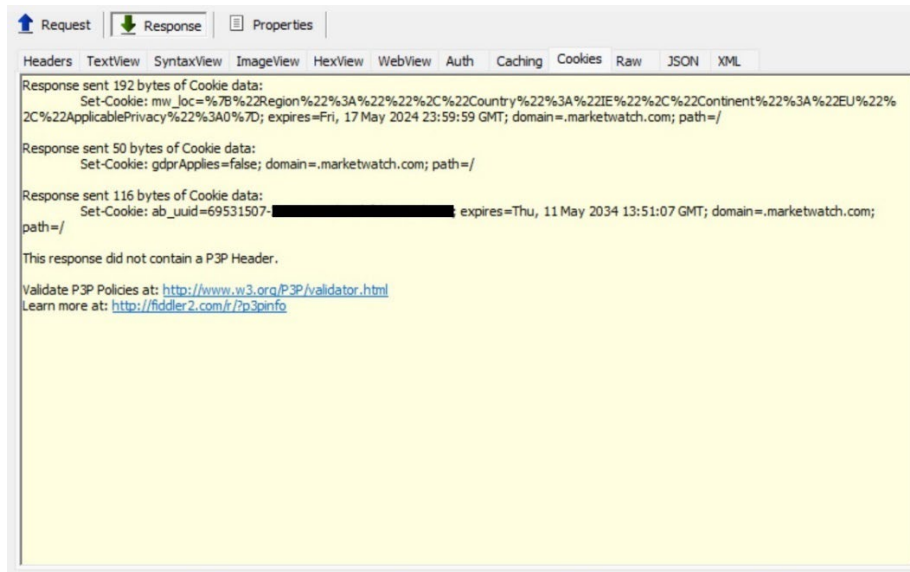 Request Response Properties
Headers TextView SyntaxView ImageView HexView WebView Auth Caching Cookies Raw JSON XML
Response sent 192 bytes of Cookie data:
Set-Cookie: mw_loc=%7B%22Region%22%3A%22%22%2C%22Country%22%3A%22IE%22%2C%22Continent%22%3A%22EU%22%
2C%22ApplicablePrivacy%22%3A0%7D; expires=Fri, 17 May 2024 23:59:59 GMT; domain=.marketwatch.com; path=/
Response sent 50 bytes of Cookie data:
Set-Cookie: gdprApplies=false; domain=.marketwatch.com; path=/
Response sent 116 bytes of Cookie data:
Set-Cookie: ab_uuid=69531507- ; expires=Thu, 11 May 2034 13:51:07 GMT; domain=.marketwatch.com;
path=/
This response did not contain a P3P Header.
Validate P3P Policies at: http://www.w3.org/P3P/validator.html
Learn more at: http://fiddler2.com/r/?p3pinfo